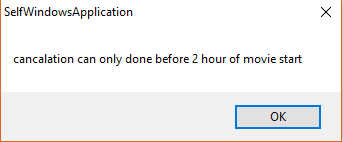 SelfWindowsApplication
cancalation can only done before 2 hour of movie start
OK